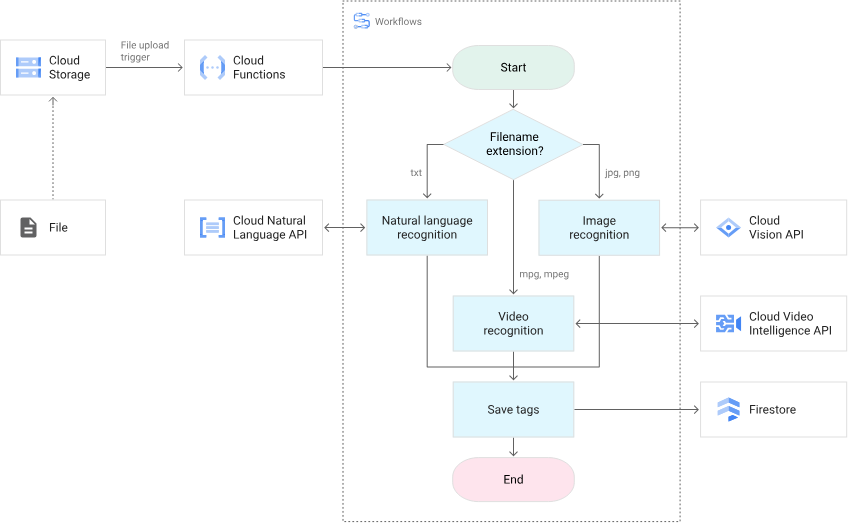 Workflows
File upload
trigger
Cloud
Storage
Cloud
Functions
Start
Filename
extension?
txt
jpg, png
File
Cloud Natural
Language API
Natural language
recognition
Image
recognition
Cloud
Vision API
mpg, mpeg
Video
recognition
Cloud Video
Intelligence API
Save tags
Firestore
End